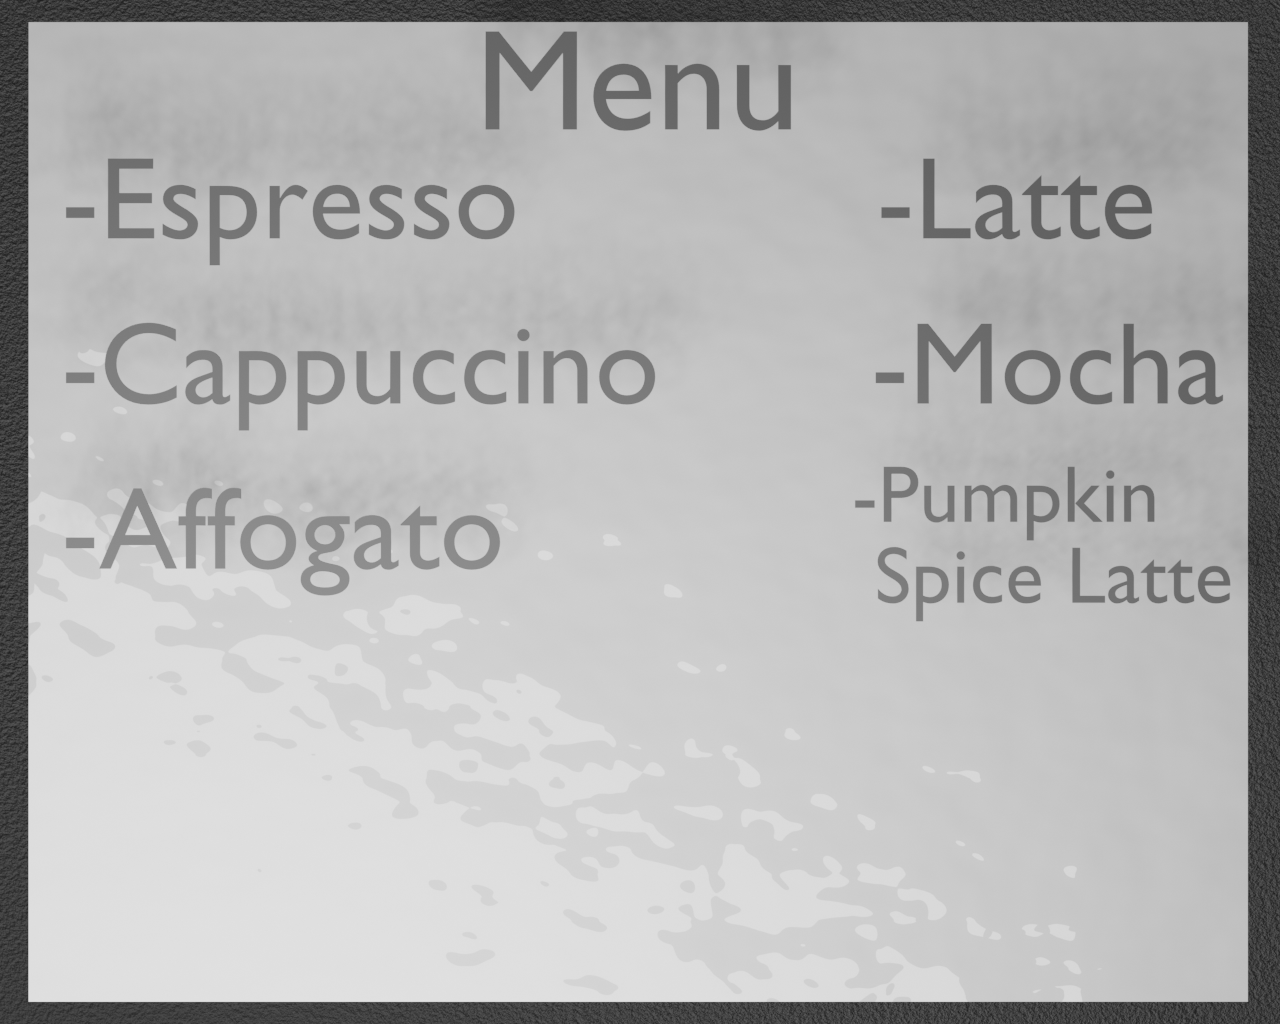 Menu
-Espresso
-Cappuccino
-Affogato
-Latte
-Mocha
-Pumpkin
Spice Latte